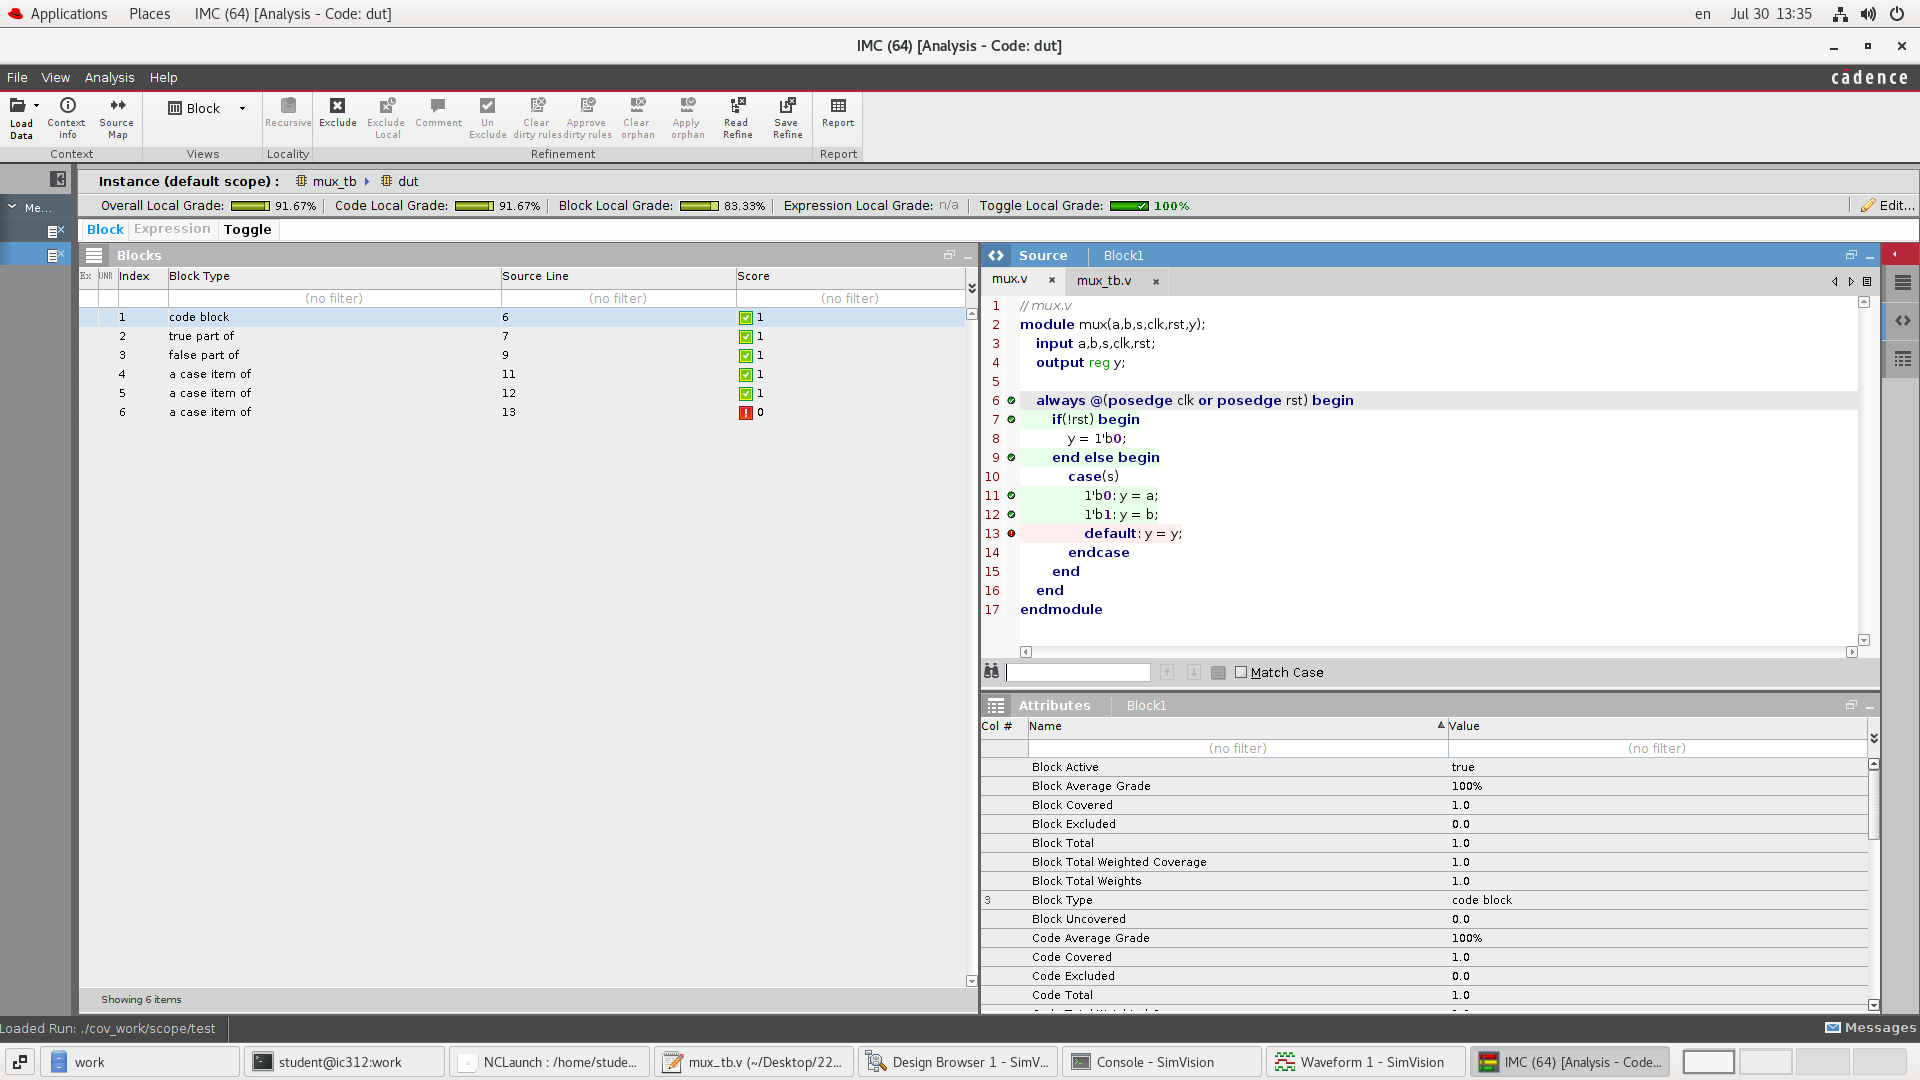 Applications Places IMC (64) [Analysis - Code: dut] en Jul 30 13:35
IMC (64) [Analysis - Code: dut]
File View Analysis Help cadence
Load Data Context info Source Map Block Recursive Exclude Exclude Local Comment Un Exclude Clear dirty rules Approve dirty rules Clear orphan Apply orphan Read Refine Save Refine Report
Context Views Locality Refinement Report
Instance (default scope) : mux_tb dut
Me... Overall Local Grade: 91.67% Code Local Grade: 91.67% Block Local Grade: 83.33% Expression Local Grade: n/a Toggle Local Grade: 100% Edit...
Block Expression Toggle
Blocks
Ex UNR Index Block Type Source Line Score
(no filter) (no filter) (no filter)
1 code block 6 1
2 true part of 7 1
3 false part of 9 1
4 a case item of 11 1
5 a case item of 12 1
6 a case item of 13 0
Showing 6 items
Source Block1
mux.v mux_tb.v
1 // mux.v
2 module mux(a,b,s,clk,rst,y);
3 input a,b,s,clk,rst;
4 output reg y;
5
6 always @(posedge clk or posedge rst) begin
7 if(!rst) begin
8 y = 1'b0;
9 end else begin
10 case(s)
11 1'b0: y = a;
12 1'b1: y = b;
13 default: y = y;
14 endcase
15 end
16 end
17 endmodule
Match Case
Attributes Block1
Col # Name Value
(no filter) (no filter)
Block Active true
Block Average Grade 100%
Block Covered 1.0
Block Excluded 0.0
Block Total 1.0
Block Total Weighted Coverage 1.0
Block Total Weights 1.0
3 Block Type code block
Block Uncovered 0.0
Code Average Grade 100%
Code Covered 1.0
Code Excluded 0.0
Code Total 1.0
Loaded Run: ./cov_work/scope/test Messages
work student@ic312:work NCLaunch : /home/stude... mux_tb.v (~/Desktop/22... Design Browser 1 - SimV... Console - SimVision Waveform 1 - SimVision IMC (64) [Analysis - Code...